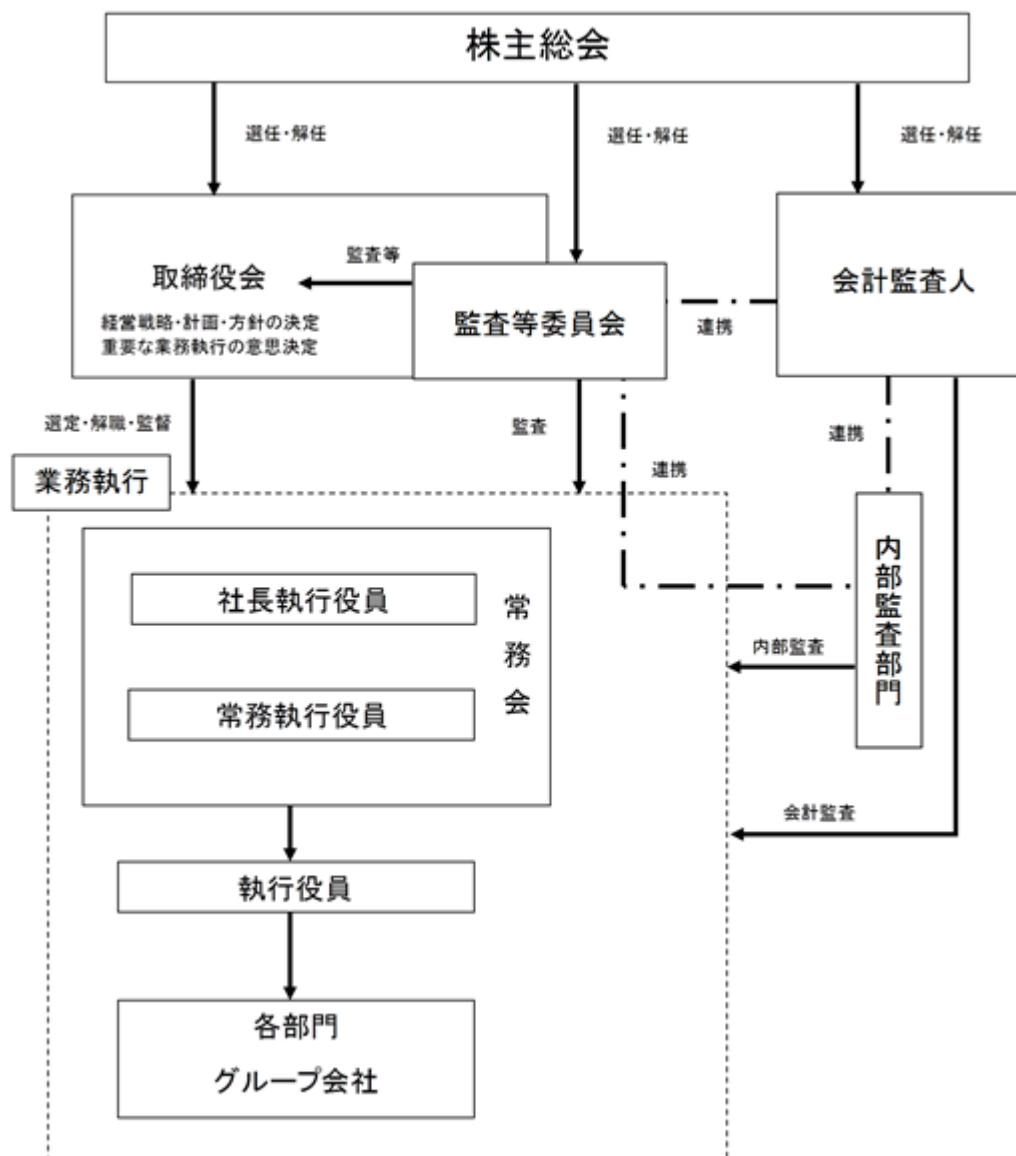 株主総会
選任・解任
選任・解任
選任・解任
取締役会
経営戦略・計画・方針の決定
重要な業務執行の意思決定
監査等
監査等委員会
連携
会計監査人
選定・解職・監督
監査
連携
連携
業務執行
社長執行役員
常務執行役員
常務会
内部監査部門
内部監査
会計監査
執行役員
各部門
グループ会社